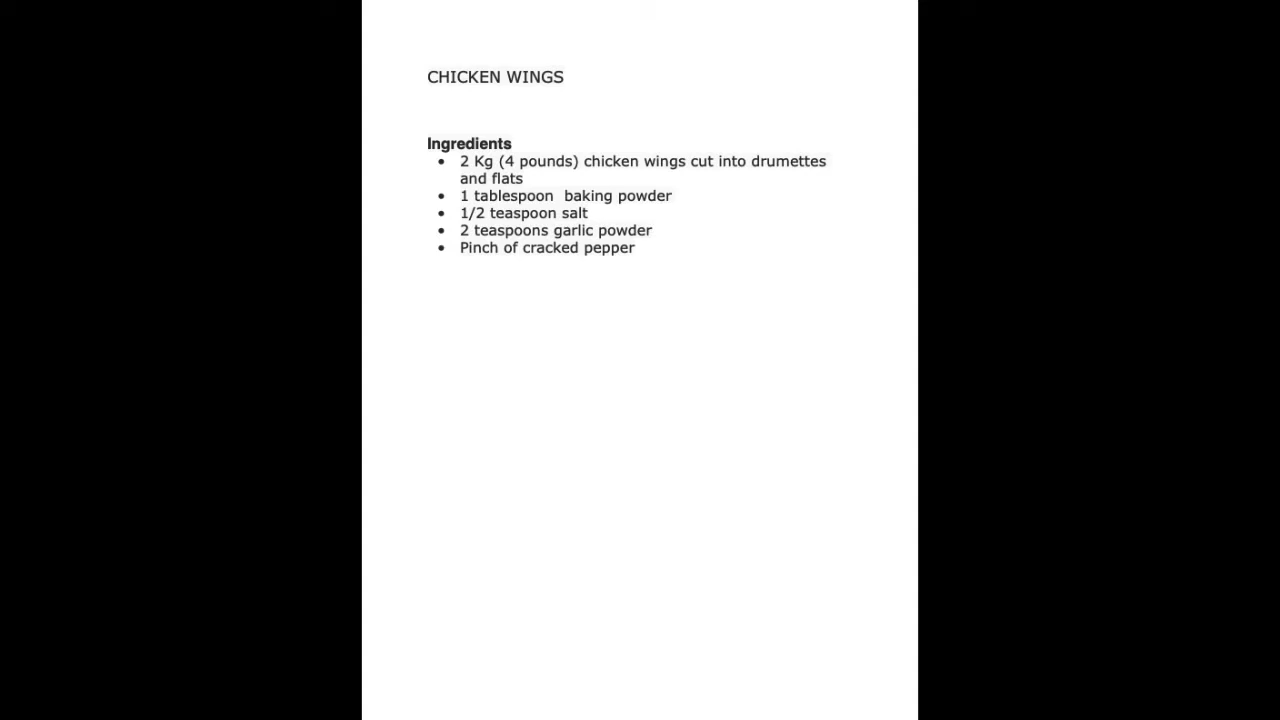 CHICKEN WINGS
Ingredients
• 2 Kg (4 pounds) chicken wings cut into drumettes
and flats
• 1 tablespoon  baking powder
• 1/2 teaspoon salt
• 2 teaspoons garlic powder
• Pinch of cracked pepper